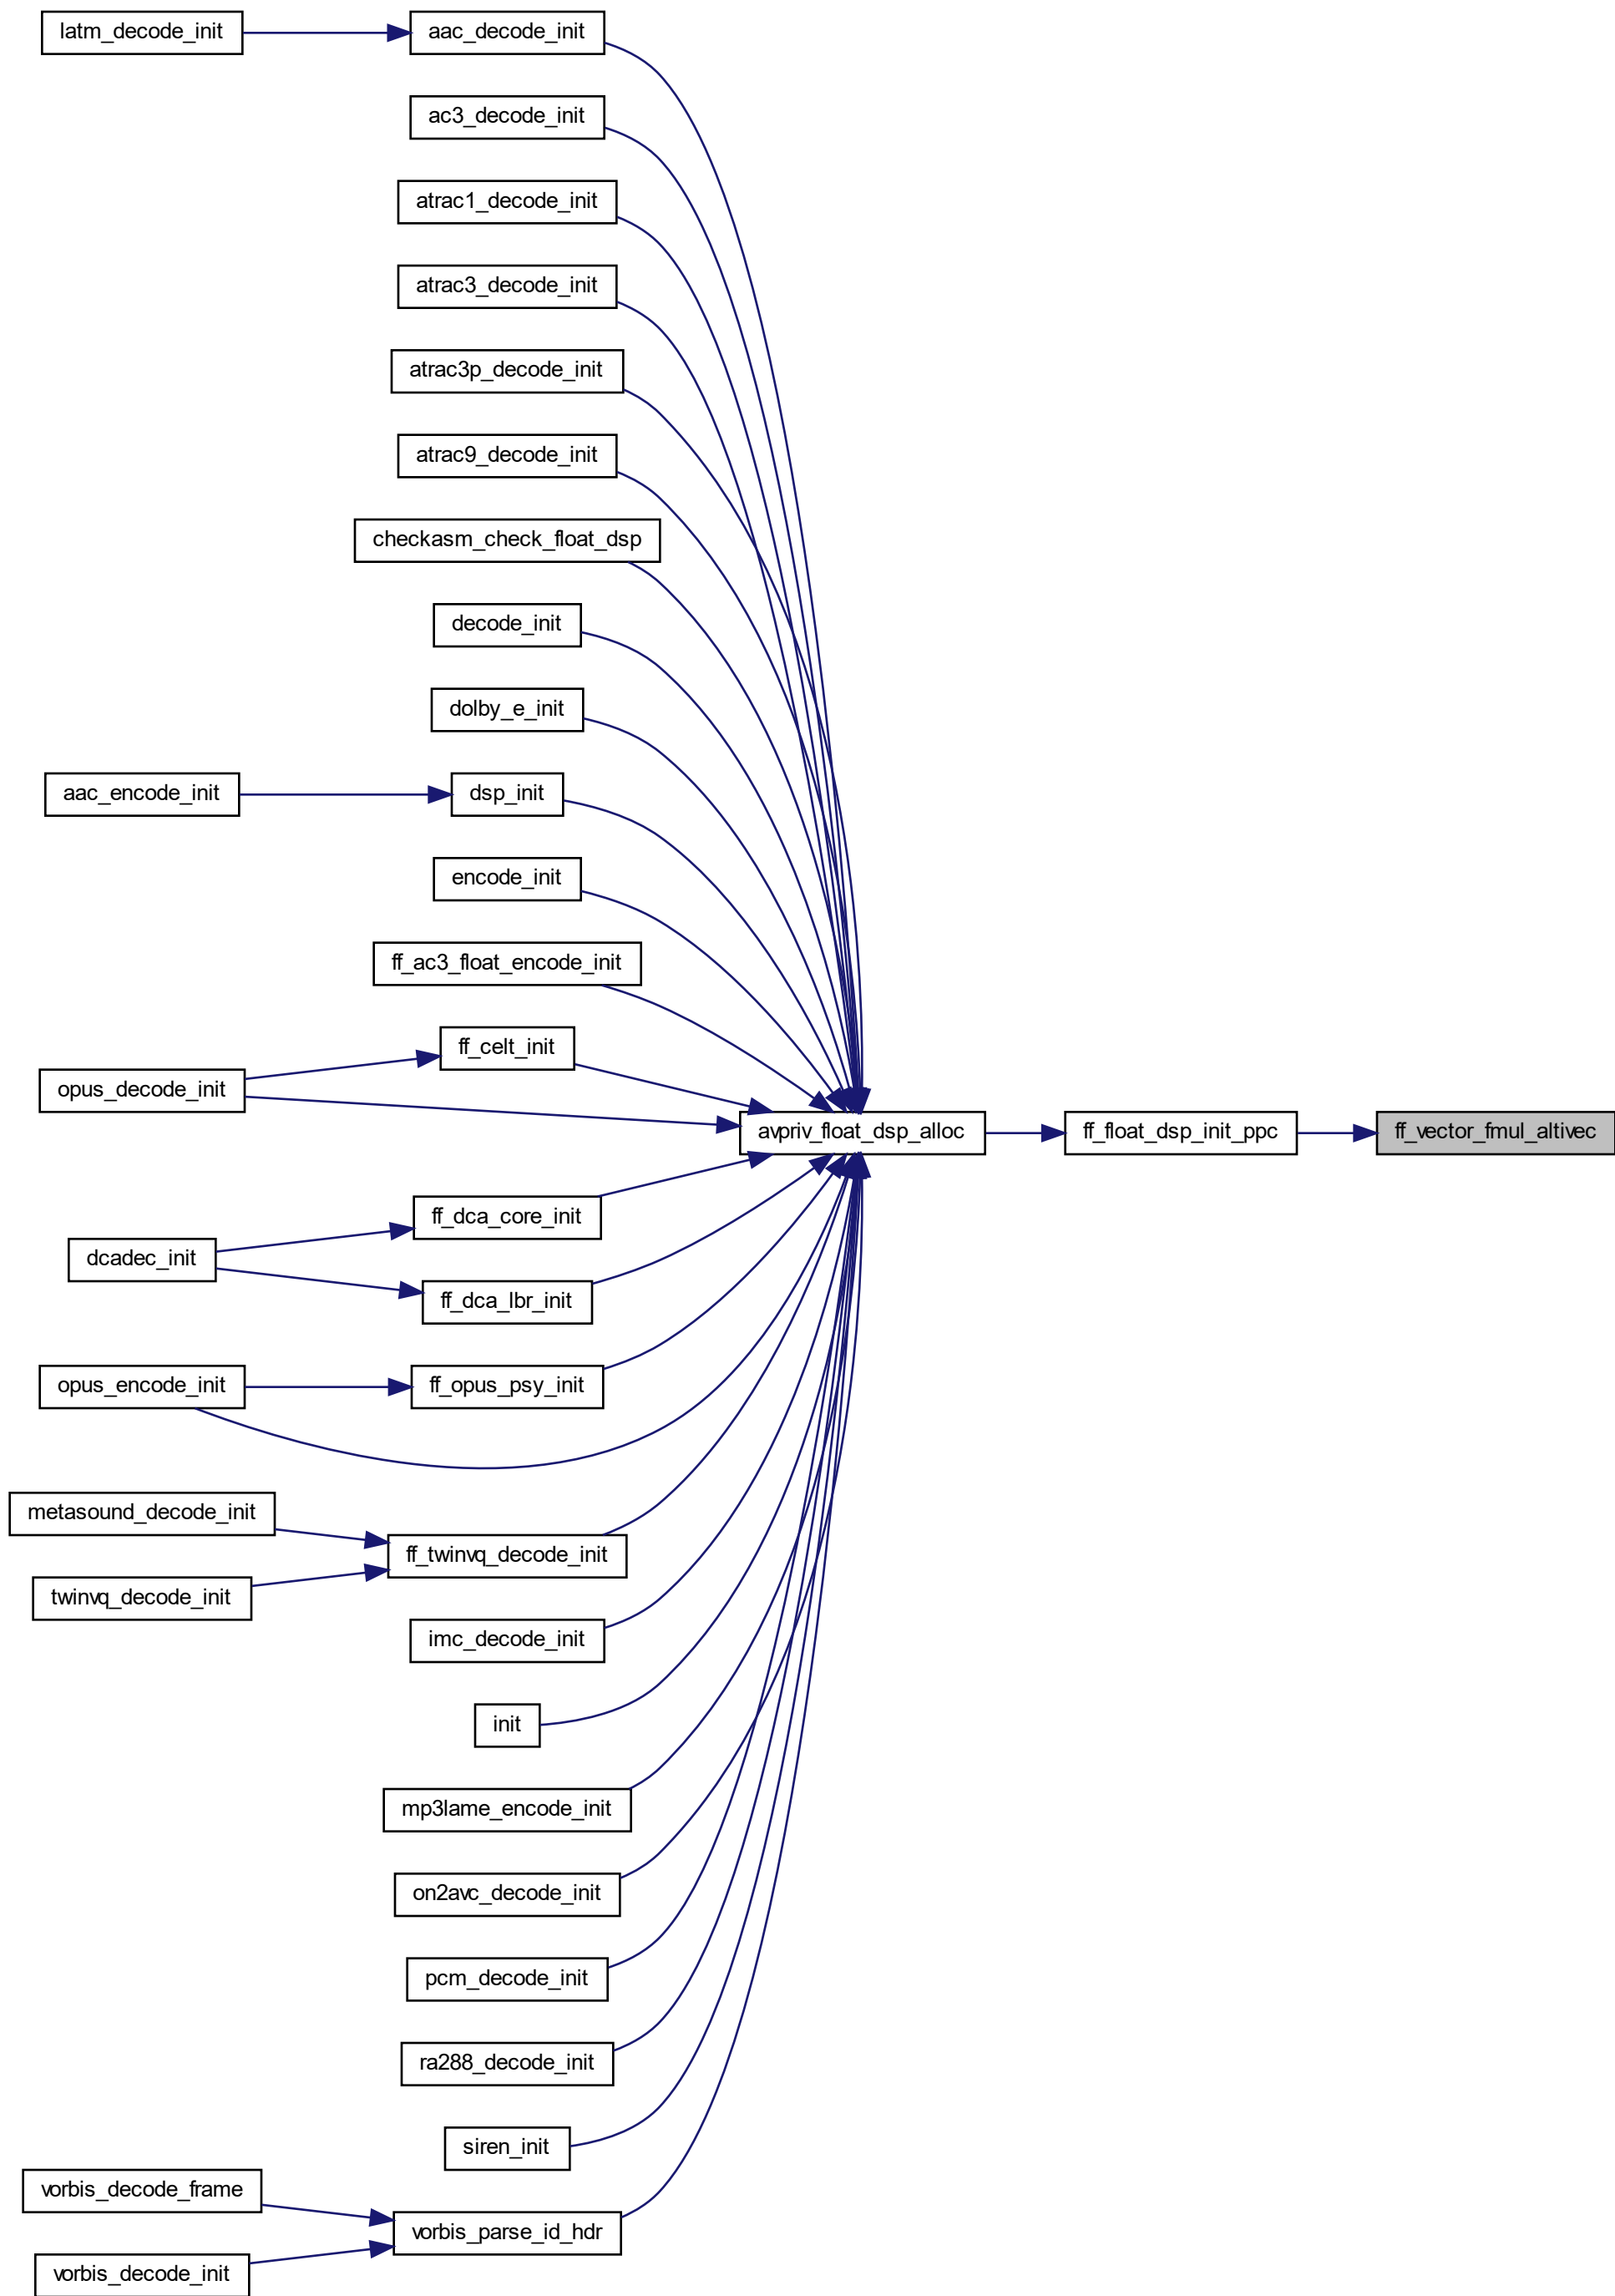 latm_decode_init
aac_decode_init
ac3_decode_init
atrac1_decode_init
atrac3_decode_init
atrac3p_decode_init
atrac9_decode_init
checkasm_check_float_dsp
decode_init
dolby_e_init
aac_encode_init
dsp_init
encode_init
ff_ac3_float_encode_init
ff_celt_init
opus_decode_init
avpriv_float_dsp_alloc
ff_float_dsp_init_ppc
ff_vector_fmul_altivec
ff_dca_core_init
dcadec_init
ff_dca_lbr_init
opus_encode_init
ff_opus_psy_init
metasound_decode_init
ff_twinvq_decode_init
twinvq_decode_init
imc_decode_init
init
mp3lame_encode_init
on2avc_decode_init
pcm_decode_init
ra288_decode_init
siren_init
vorbis_decode_frame
vorbis_parse_id_hdr
vorbis_decode_init